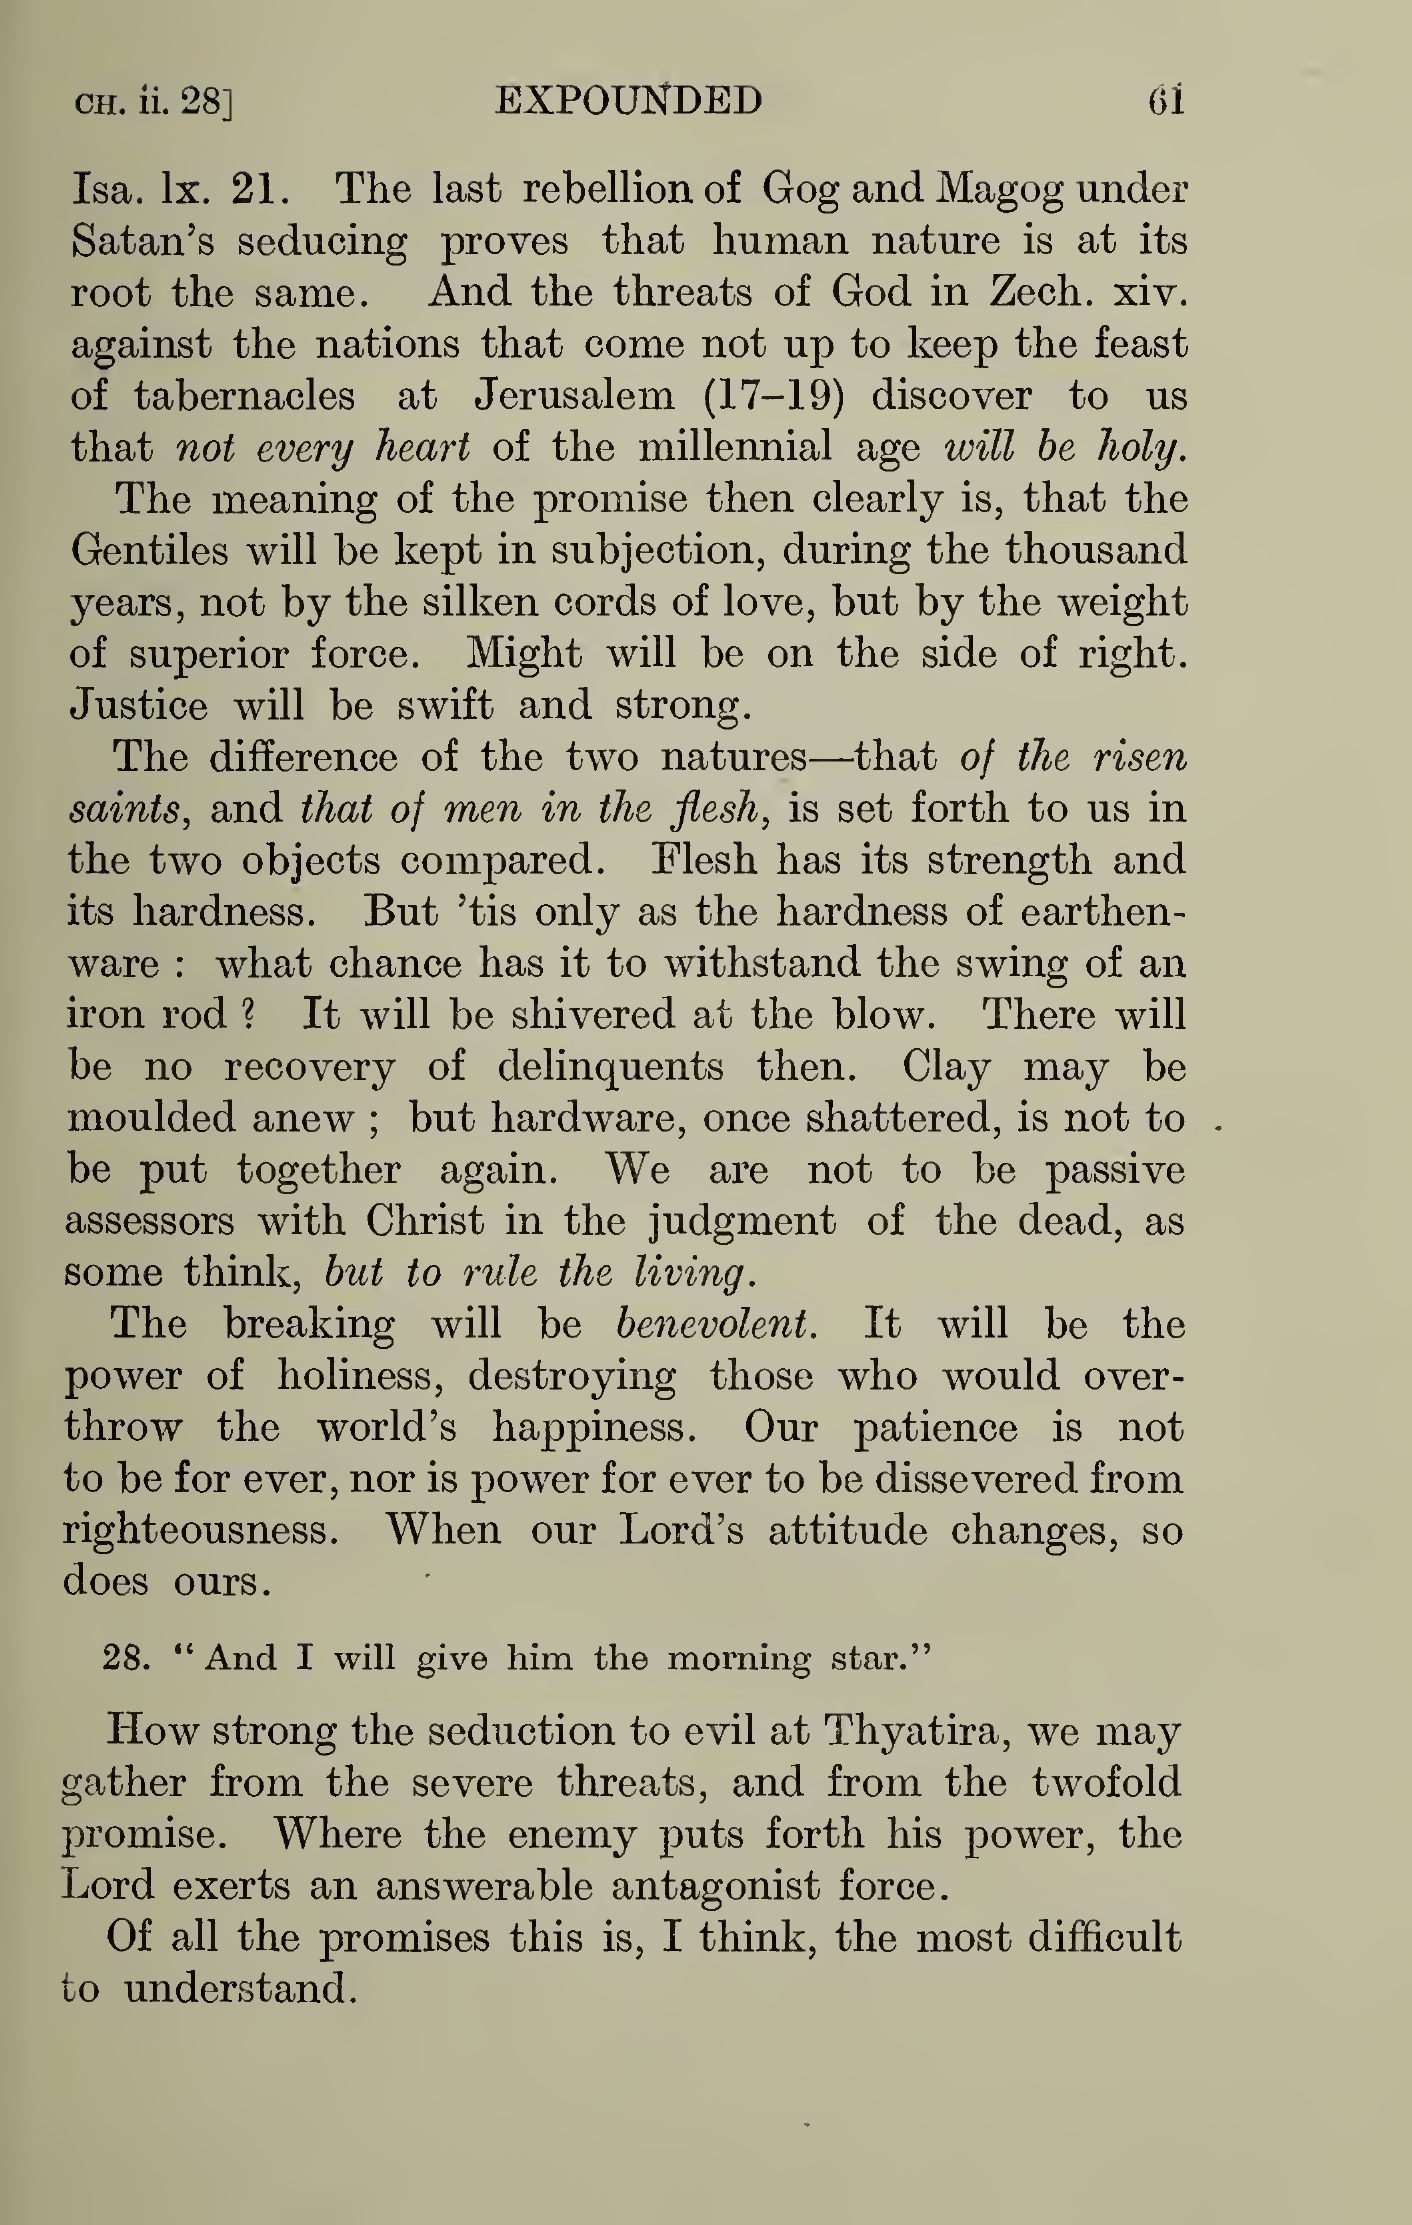 CH. ii. 28] EXPOUNDED 61
Isa. lx. 21. The last rebellion of Gog and Magog under
Satan's seducing proves that human nature is at its
root the same. And the threats of God in Zech. xiv.
against the nations that come not up to keep the feast
of tabernacles at Jerusalem (17–19) discover to us
that not every heart of the millennial age will be holy.
The meaning of the promise then clearly is, that the
Gentiles will be kept in subjection, during the thousand
years, not by the silken cords of love, but by the weight
of superior force. Might will be on the side of right.
Justice will be swift and strong.
The difference of the two natures—that of the risen
saints, and that of men in the flesh, is set forth to us in
the two objects compared. Flesh has its strength and
its hardness. But 'tis only as the hardness of earthen-
ware : what chance has it to withstand the swing of an
iron rod ? It will be shivered at the blow. There will
be no recovery of delinquents then. Clay may be
moulded anew ; but hardware, once shattered, is not to
be put together again. We are not to be passive
assessors with Christ in the judgment of the dead, as
some think, but to rule the living.
The breaking will be benevolent. It will be the
power of holiness, destroying those who would over-
throw the world's happiness. Our patience is not
to be for ever, nor is power for ever to be dissevered from
righteousness. When our Lord's attitude changes, so
does ours.
28. “ And I will give him the morning star.”
How strong the seduction to evil at Thyatira, we may
gather from the severe threats, and from the twofold
promise. Where the enemy puts forth his power, the
Lord exerts an answerable antagonist force.
Of all the promises this is, I think, the most difficult
to understand.